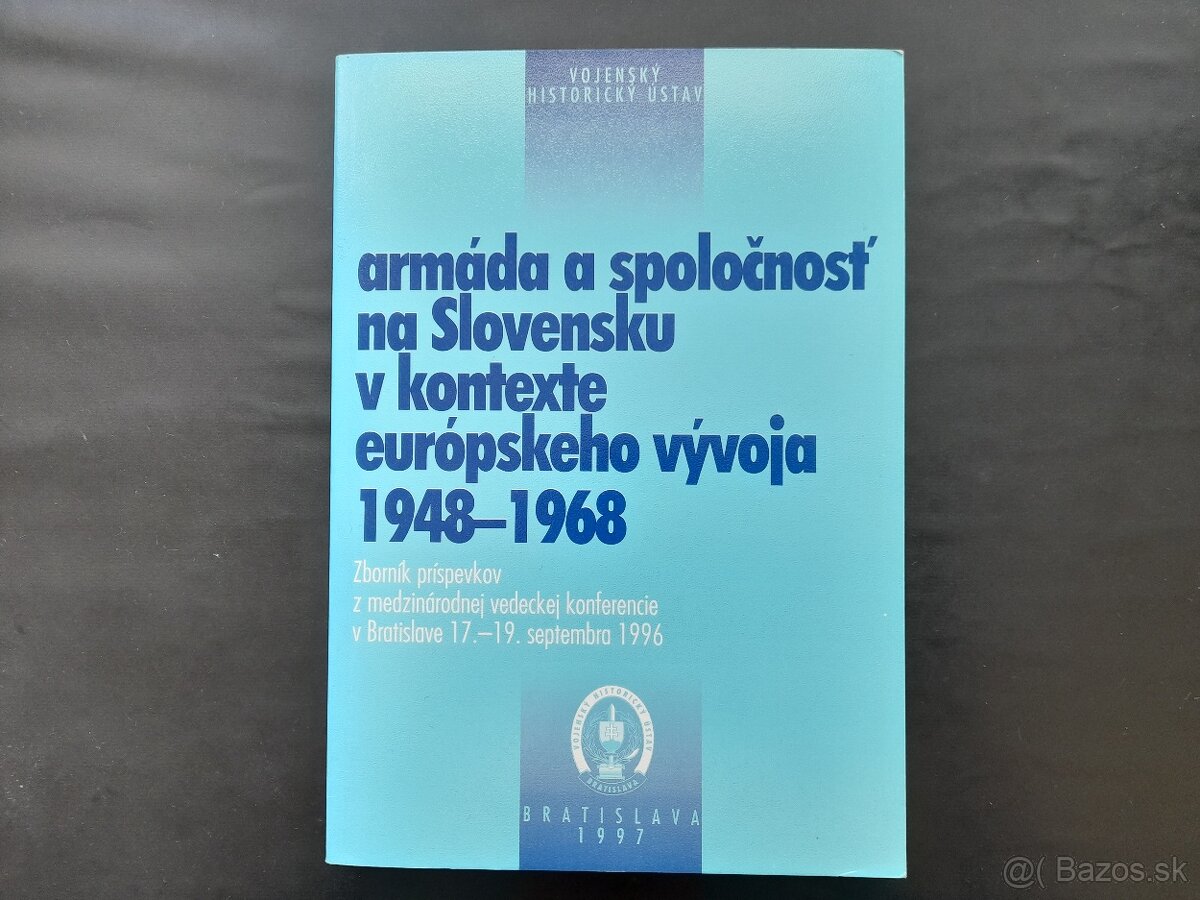 VOJENSKÝ
HISTORICKÝ ÚSTAV
armáda a spoločnosť
na Slovensku
v kontexte
európskeho vývoja
1948–1968
Zborník príspevkov
z medzinárodnej vedeckej konferencie
v Bratislave 17.–19. septembra 1996
VOJENSKÝ HISTORICKÝ ÚSTAV
BRATISLAVA
BRATISLAVA
1997
@( Bazos.sk